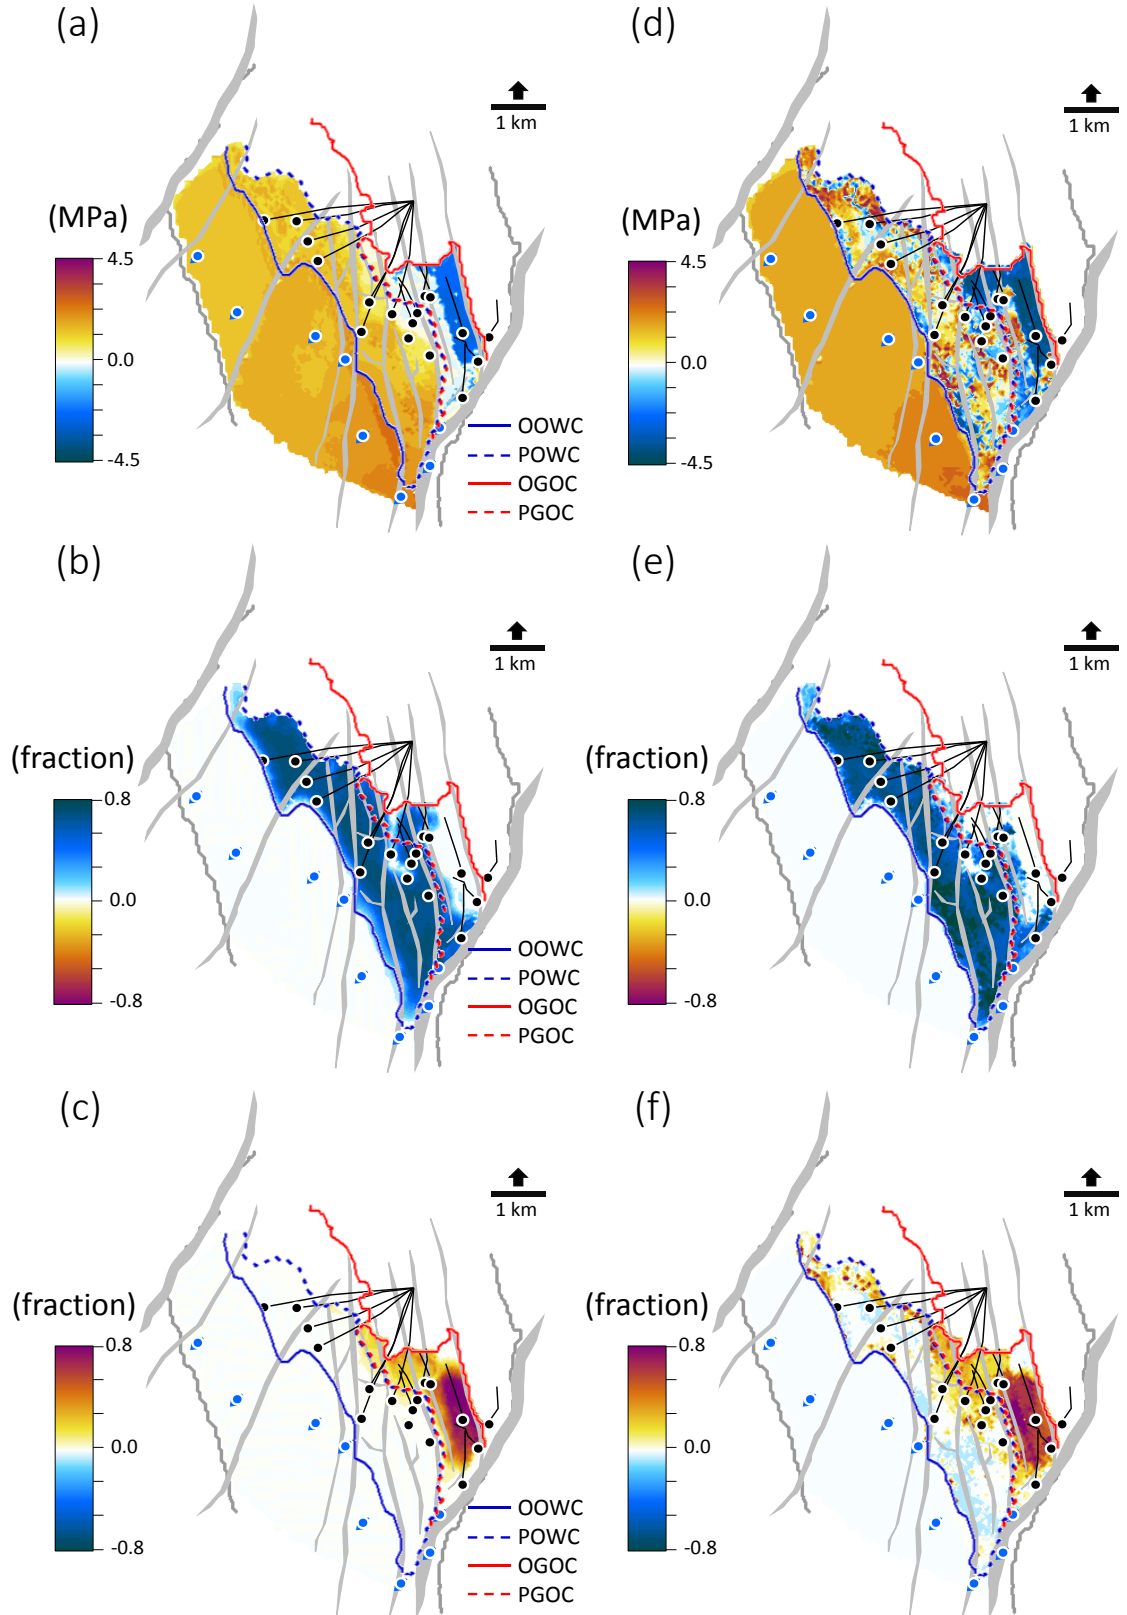 (a)
1 km
(MPa)
4.5
0.0
-4.5
OOWC
POWC
OGOC
PGOC
(d)
1 km
(MPa)
4.5
0.0
-4.5
(b)
1 km
(fraction)
0.8
0.0
-0.8
OOWC
POWC
OGOC
PGOC
(e)
1 km
(fraction)
0.8
0.0
-0.8
(c)
1 km
(fraction)
0.8
0.0
-0.8
OOWC
POWC
OGOC
PGOC
(f)
1 km
(fraction)
0.8
0.0
-0.8